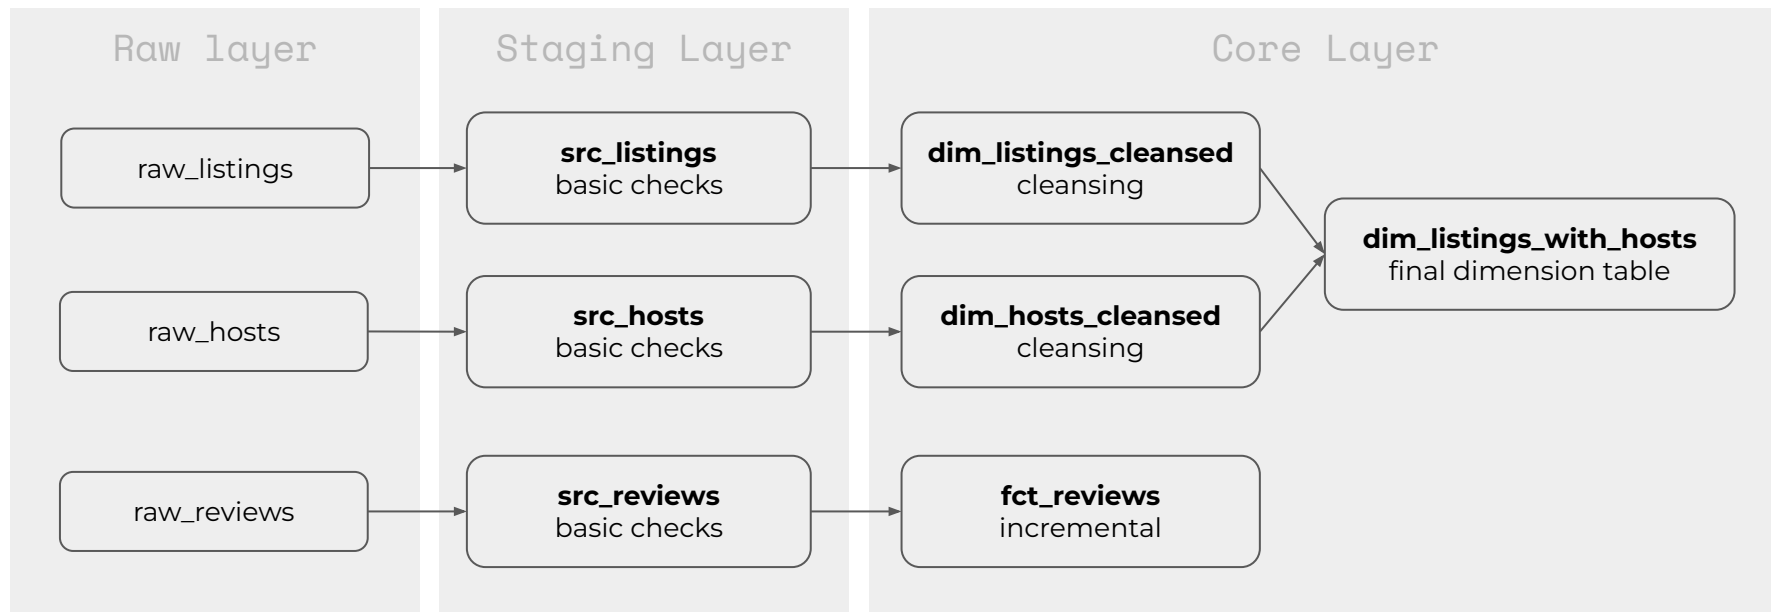 Raw layer
Staging Layer
Core Layer
raw_listings
src_listings
basic checks
dim_listings_cleansed
cleansing
dim_listings_with_hosts
final dimension table
raw_hosts
src_hosts
basic checks
dim_hosts_cleansed
cleansing
raw_reviews
src_reviews
basic checks
fct_reviews
incremental